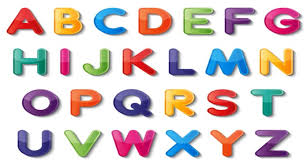 ABCDEFG
HIJKLMN
OPQRST
UVWXYZ